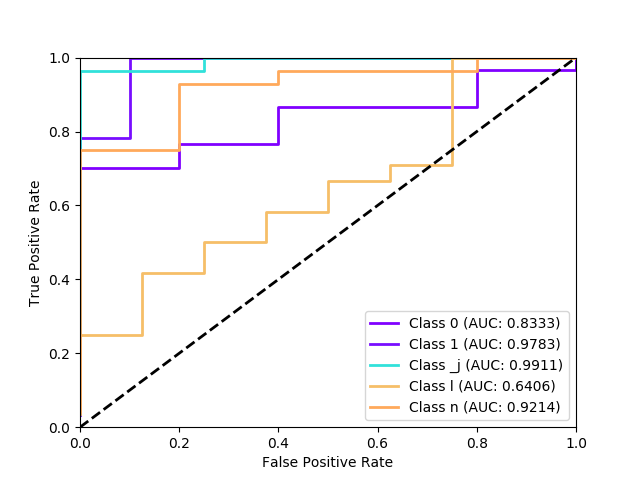 1.0
0.8
0.6
0.4
0.2
0.0
True Positive Rate
0.0 0.2 0.4 0.6 0.8 1.0
False Positive Rate
Class 0 (AUC: 0.8333)
Class 1 (AUC: 0.9783)
Class _j (AUC: 0.9911)
Class l (AUC: 0.6406)
Class n (AUC: 0.9214)